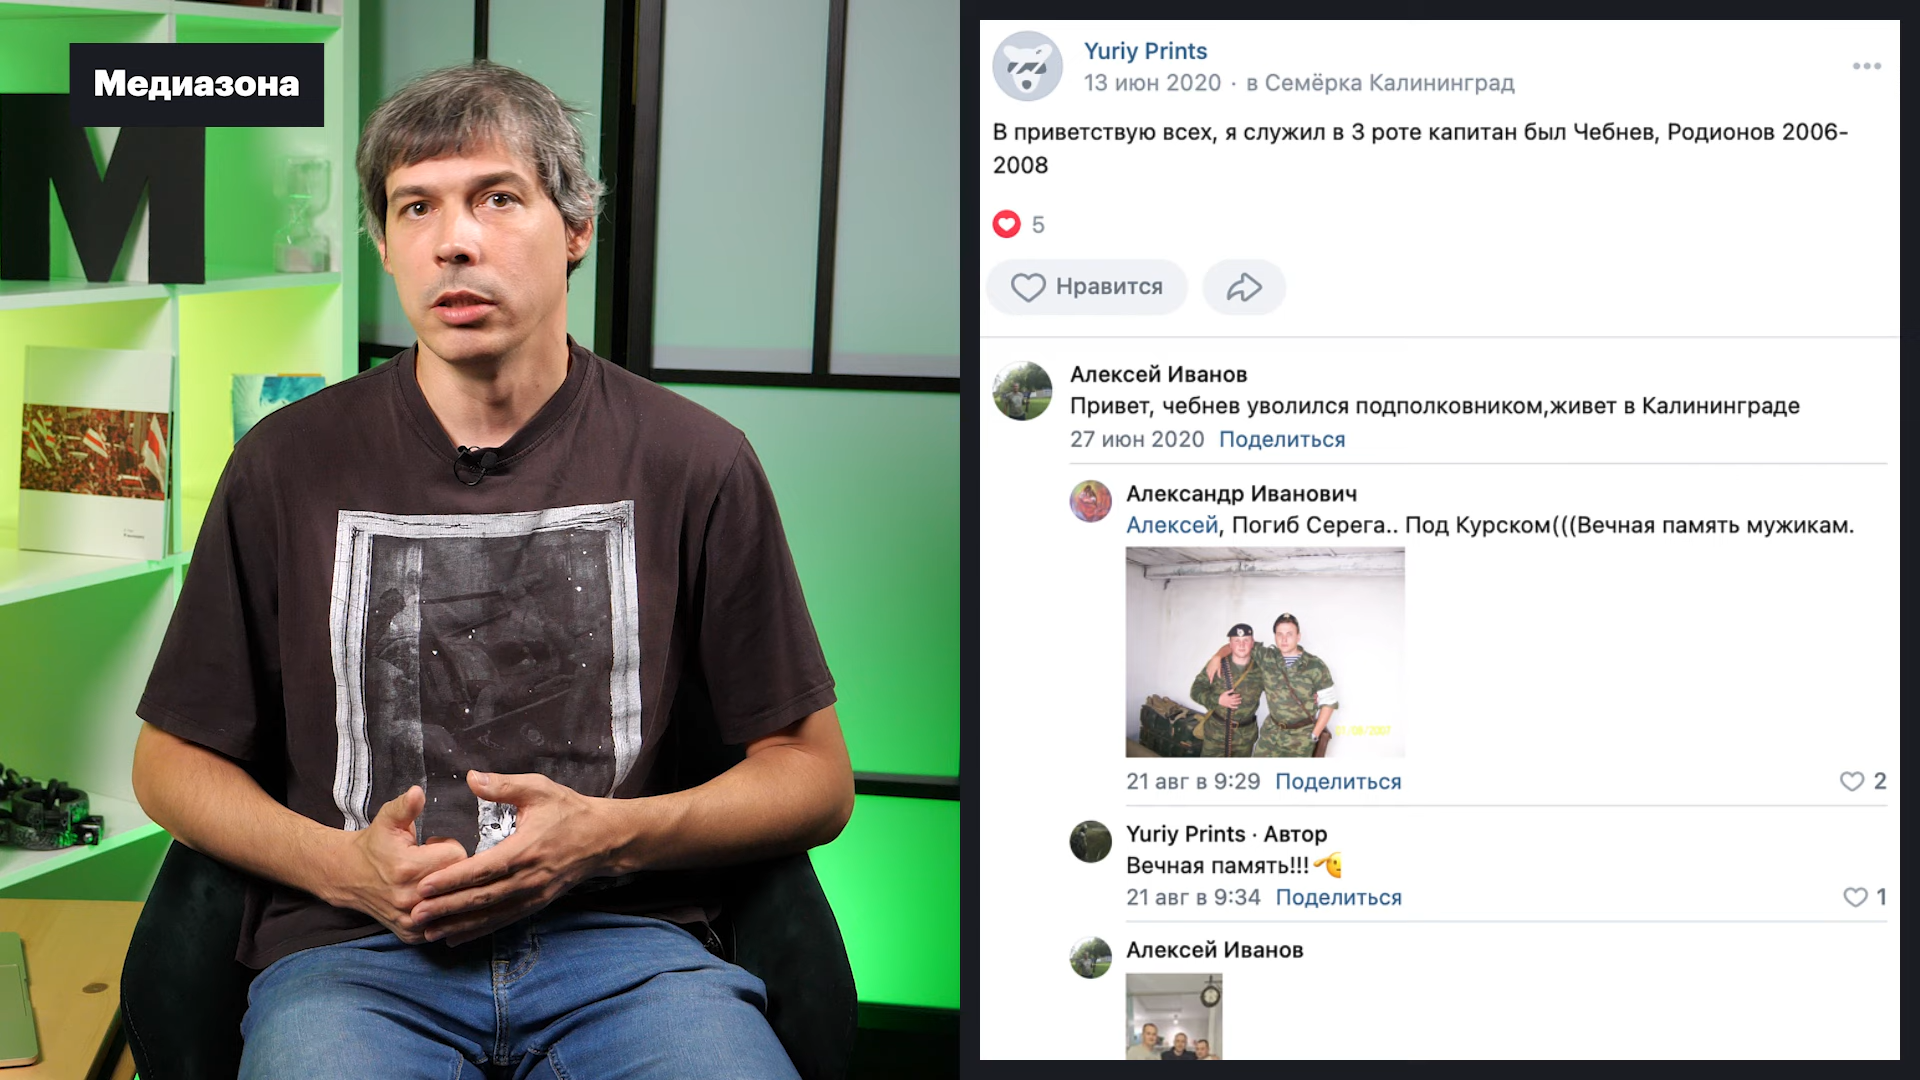 Медиазона
М
Yuriy Prints
13 июн 2020 · в Семёрка Калининград
В приветствую всех, я служил в 3 роте капитан был Чебнев, Родионов 2006-
2008
5
Нравится
Алексей Иванов
Привет, чебнев уволился подполковником,живет в Калининграде
27 июн 2020 Поделиться
Александр Иванович
Алексей, Погиб Серега.. Под Курском(((Вечная память мужикам.
21 авг в 9:29 Поделиться
2
Yuriy Prints · Автор
Вечная память!!!
21 авг в 9:34 Поделиться
1
Алексей Иванов